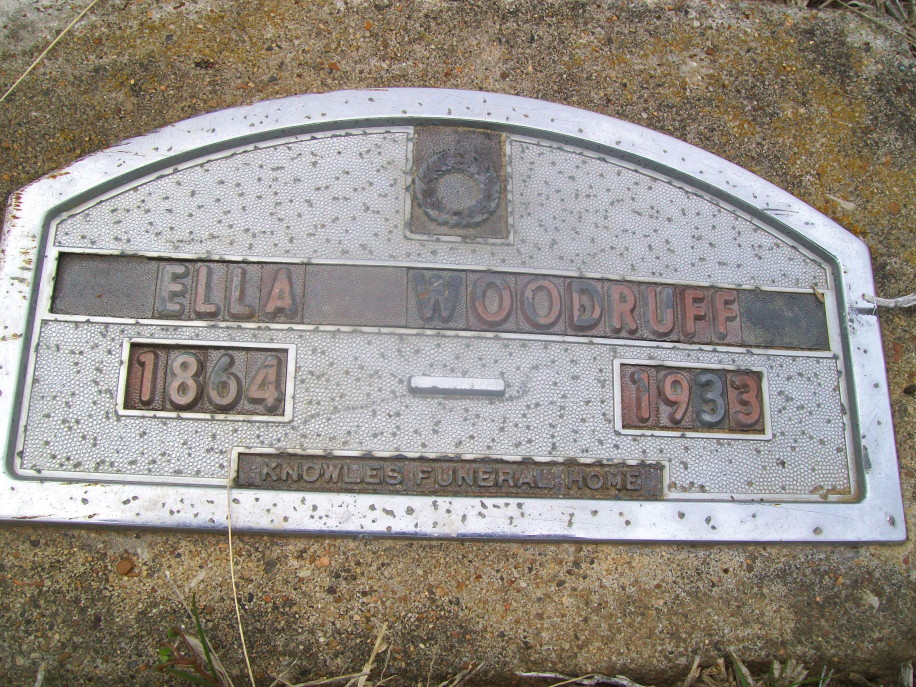 ELLA WOODRUFF
1864 — 1933
KNOWLES FUNERAL HOME